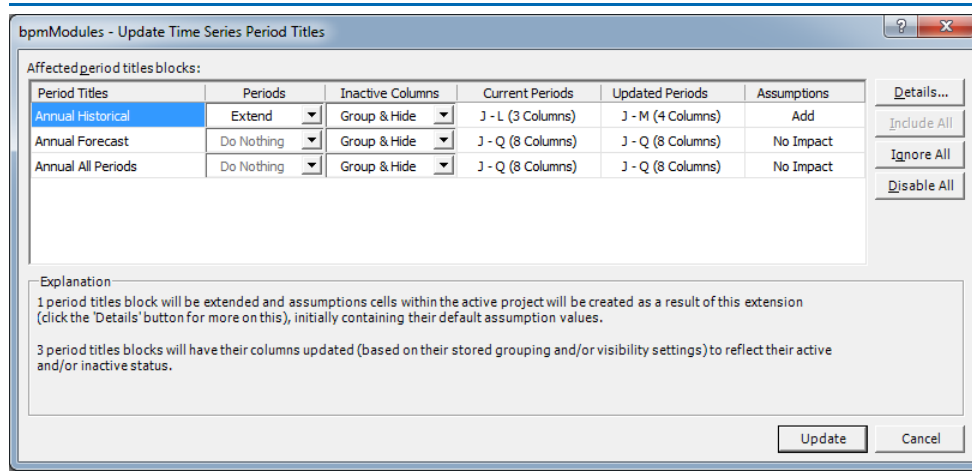 bpmModules - Update Time Series Period Titles
Affected period titles blocks:
Period Titles Periods Inactive Columns Current Periods Updated Periods Assumptions
Annual Historical Extend Group & Hide J - L (3 Columns) J - M (4 Columns) Add
Annual Forecast Do Nothing Group & Hide J - Q (8 Columns) J - Q (8 Columns) No Impact
Annual All Periods Do Nothing Group & Hide J - Q (8 Columns) J - Q (8 Columns) No Impact
Details...
Include All
Ignore All
Disable All
Explanation
1 period titles block will be extended and assumptions cells within the active project will be created as a result of this extension
(click the 'Details' button for more on this), initially containing their default assumption values.
3 period titles blocks will have their columns updated (based on their stored grouping and/or visibility settings) to reflect their active
and/or inactive status.
Update Cancel